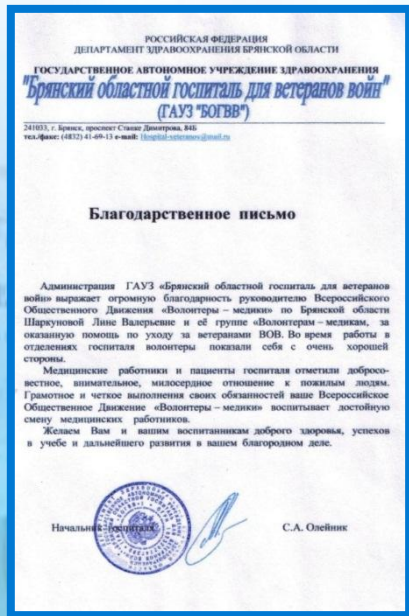 РОССИЙСКАЯ ФЕДЕРАЦИЯ
ДЕПАРТАМЕНТ ЗДРАВООХРАНЕНИЯ БРЯНСКОЙ ОБЛАСТИ
ГОСУДАРСТВЕННОЕ АВТОНОМНОЕ УЧРЕЖДЕНИЕ ЗДРАВООХРАНЕНИЯ
"Брянский областной госпиталь для ветеранов войн"
(ГАУЗ "БОГВВ")
241033, г. Брянск, проспект Станке Димитрова, 84Б
тел./факс: (4832) 41-69-13 e-mail: Hospital-veteranov@mail.ru
Благодарственное письмо
Администрация ГАУЗ «Брянский областной госпиталь для ветеранов
войн» выражает огромную благодарность руководителю Всероссийского
Общественного Движения «Волонтеры – медики» по Брянской области
Шаркуновой Лине Валерьевне и её группе «Волонтерам – медикам, за
оказанную помощь по уходу за ветеранами ВОВ. Во время работы в
отделениях госпиталя волонтеры показали себя с очень хорошей
стороны.
Медицинские работники и пациенты госпиталя отметили добросо-
вестное, внимательное, милосердное отношение к пожилым людям.
Грамотное и четкое выполнения своих обязанностей ваше Всероссийское
Общественное Движение «Волонтеры – медики» воспитывает достойную
смену медицинских работников.
Желаем Вам и вашим воспитанникам доброго здоровья, успехов
в учебе и дальнейшего развития в вашем благородном деле.
Начальник госпиталя С.А. Олейник